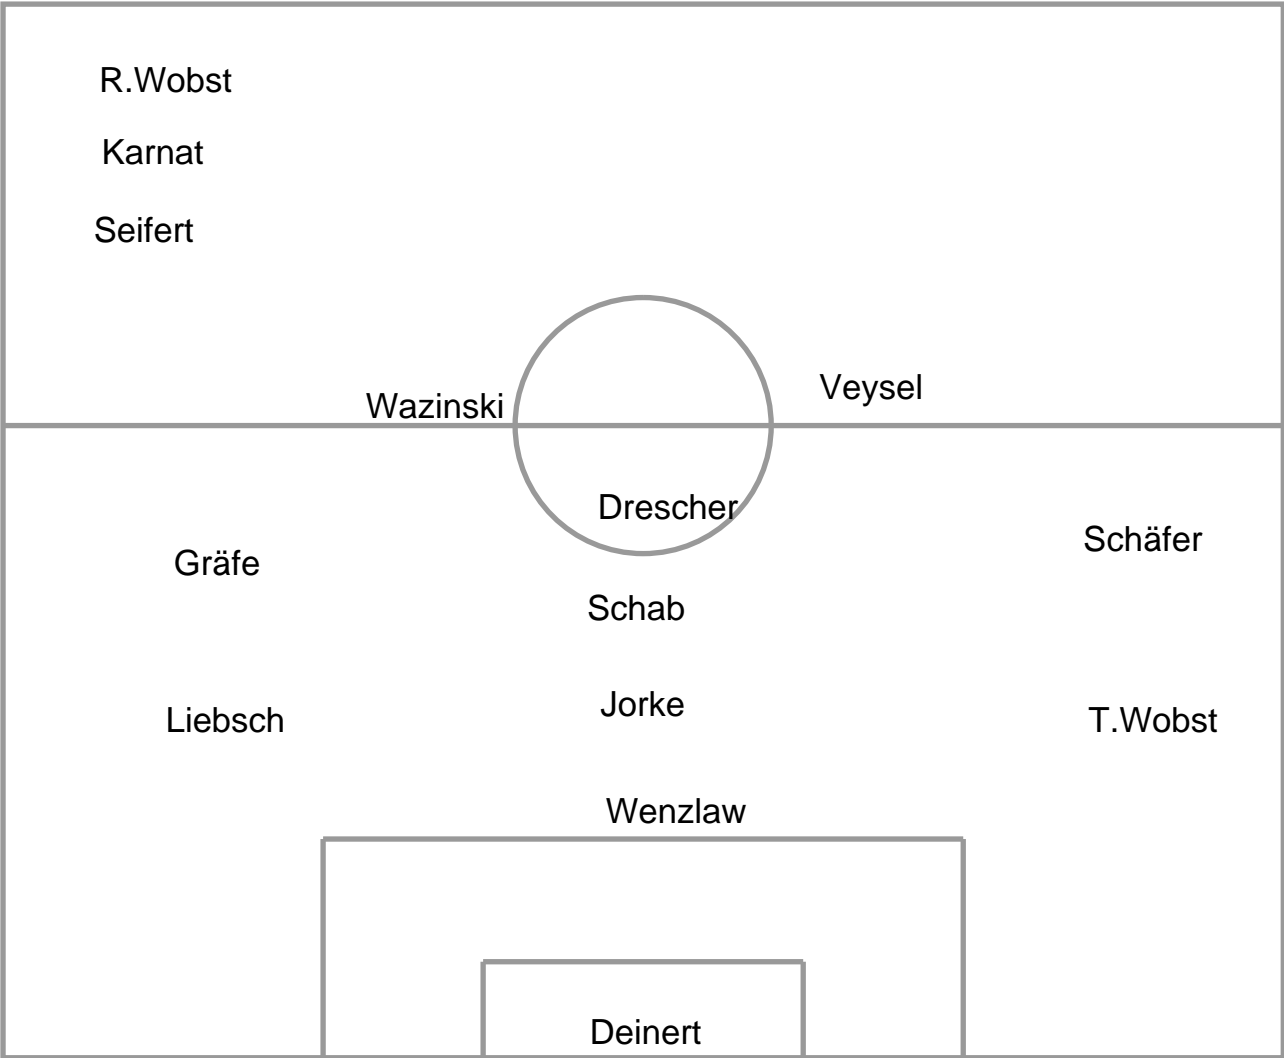 R.Wobst
Karnat
Seifert
Veysel
Wazinski
Drescher
Schäfer
Gräfe
Schab
Jorke
Liebsch
T.Wobst
Wenzlaw
Deinert